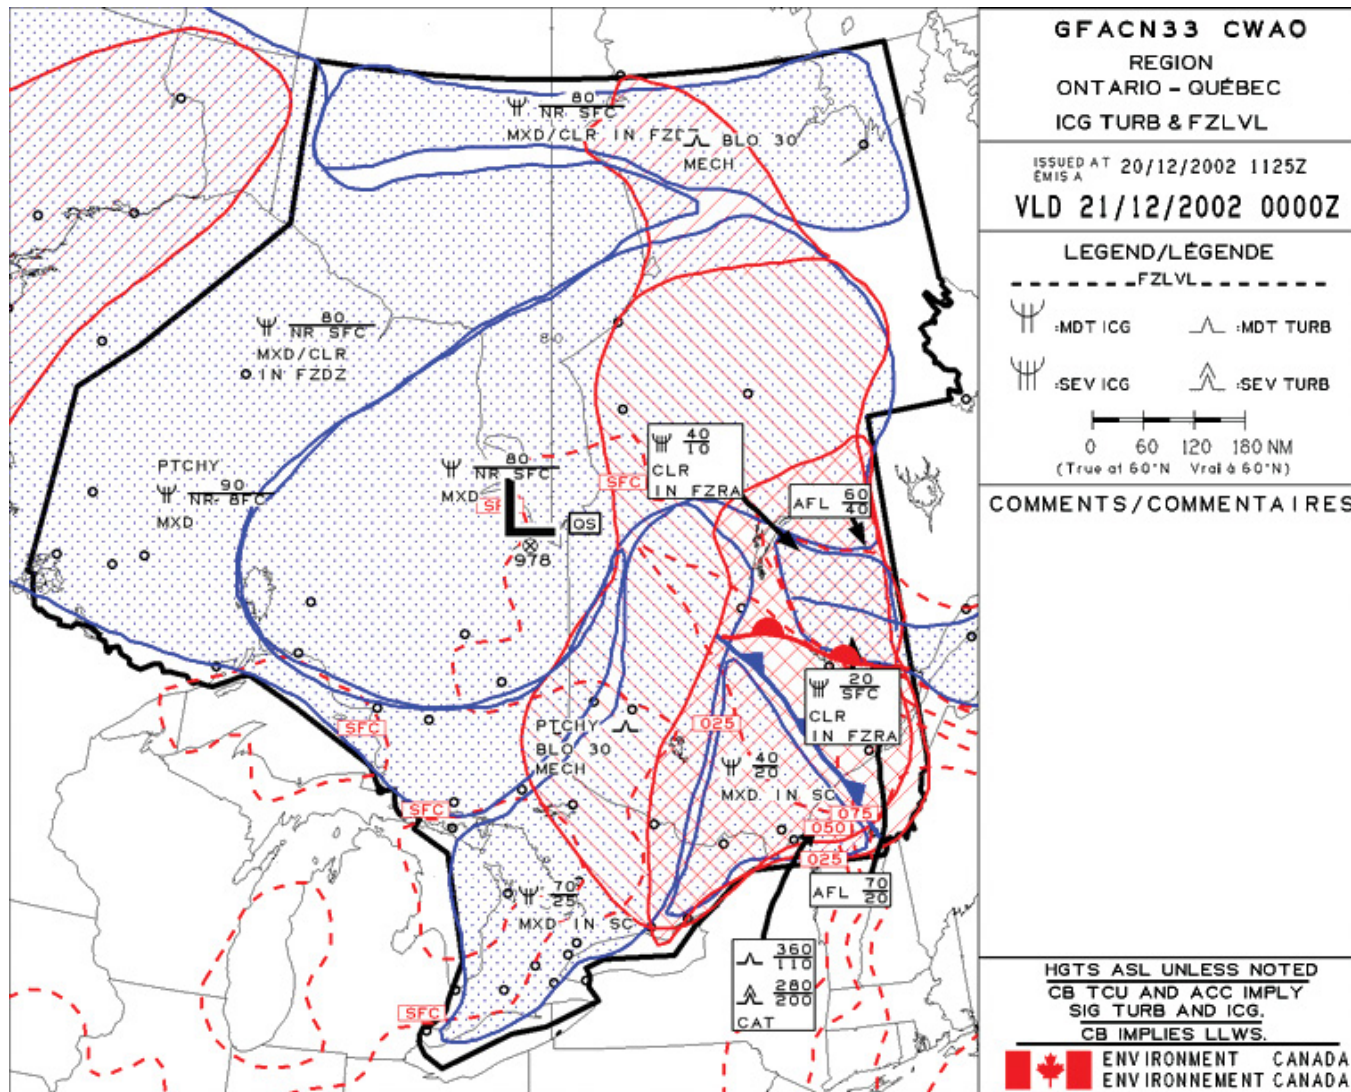 GFACN33 CWAO
REGION
ONTARIO - QUÉBEC
ICG TURB & FZLVL
ISSUED AT 20/12/2002 1125Z
ÉMIS A
VLD 21/12/2002 0000Z
LEGEND/LÉGENDE
FZLVL
:MDT ICG :MDT TURB
:SEV ICG :SEV TURB
0 60 120 180 NM
(True at 60°N Vrai à 60°N)
COMMENTS/COMMENTAIRES
HGTS ASL UNLESS NOTED
CB TCU AND ACC IMPLY
SIG TURB AND ICG.
CB IMPLIES LLWS.
ENVIRONMENT CANADA
ENVIRONNEMENT CANADA
80
NR SFC
MXD/CLR IN
BLO 30
MECH
80
NR SFC
MXD/CLR
IN FZDZ
80
PTCHY
90
NR SFC
MXD
80
NR SFC
MXD
SFC
QS
978
40
10
CLR
IN FZRA
AFL 60
40
20
SFC
CLR
IN FZRA
025
SFC
PTCHY
BLO 30
MECH
40
20
MXD IN SC
SFC
075
050
025
70
25
MXD IN SC
AFL 70
20
360
110
280
200
CAT
SFC